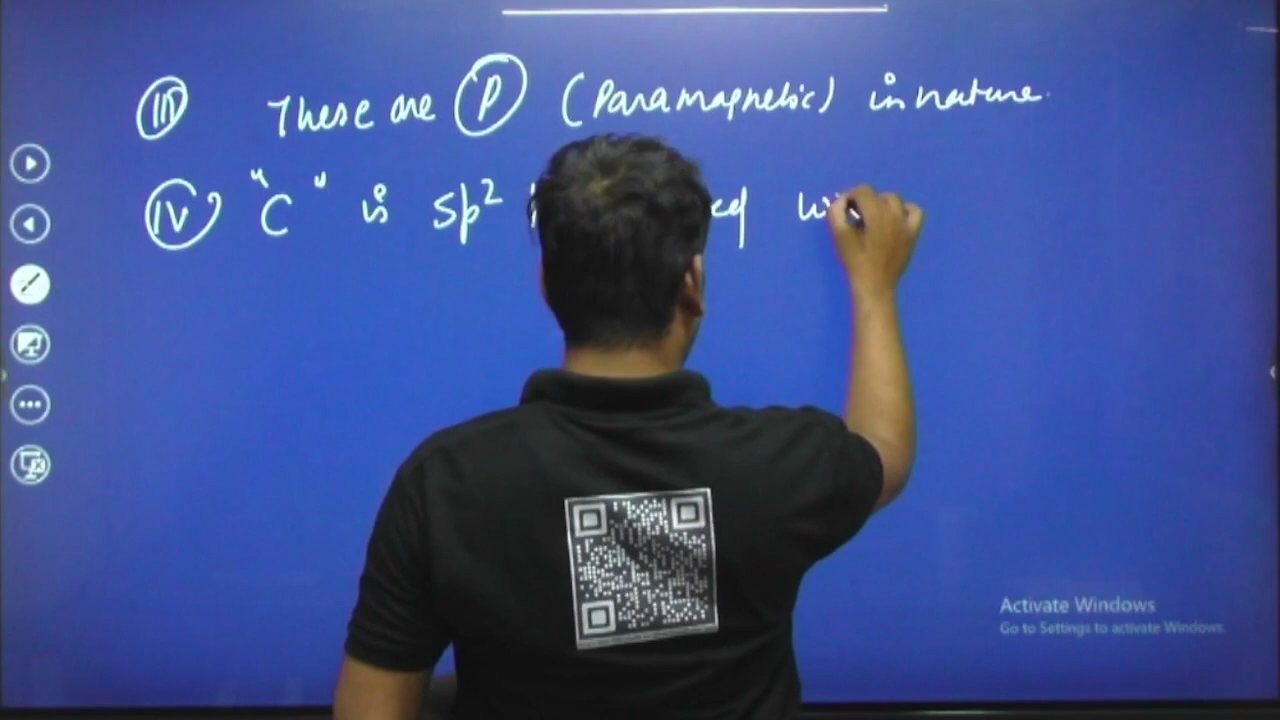 III These are P (Paramagnetic) in nature.
IV "C" is sp²
Activate Windows
Go to Settings to activate Windows.